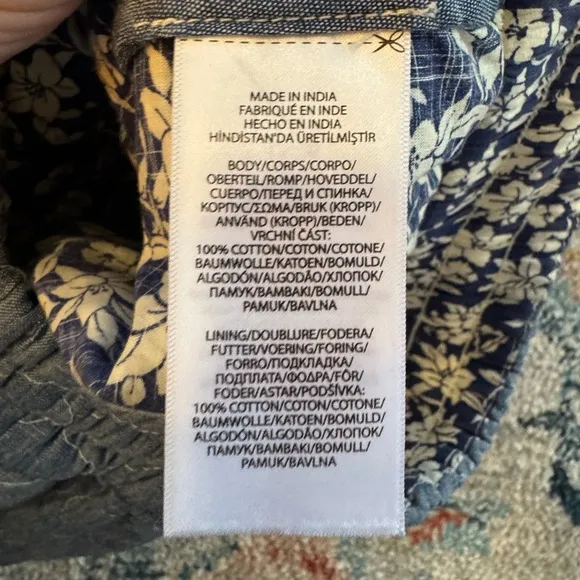 MADE IN INDIA
FABRIQUÉ EN INDE
HECHO EN INDIA
HİNDİSTAN'DA ÜRETİLMİŞTİR
BODY/CORPS/CORPO/
OBERTEIL/ROMP/HOVEDDEL/
CUERPO/ПЕРЕД И СПИНКА/
КОРПУС/ΣΩΜΑ/BRUK (KROPP)/
ANVÄND (KROPP)/BEDEN/
VRCHNÍ ČÁST:
100% COTTON/COTON/COTONE/
BAUMWOLLE/KATOEN/BOMULD/
ALGODÓN/ALGODÃO/ХЛОПОК/
ПАМУК/ΒΑΜΒΑΚΙ/BOMULL/
PAMUK/BAVLNA
LINING/DOUBLURE/FODERA/
FUTTER/VOERING/FORING/
FORRO/ПОДКЛАДКА/
ПОДПЛАТА/ΦΟΔΡΑ/FÔR/
FODER/ASTAR/PODŠÍVKA:
100% COTTON/COTON/COTONE/
BAUMWOLLE/KATOEN/BOMULD/
ALGODÓN/ALGODÃO/ХЛОПОК/
ПАМУК/ΒΑΜΒΑΚΙ/BOMULL/
PAMUK/BAVLNA